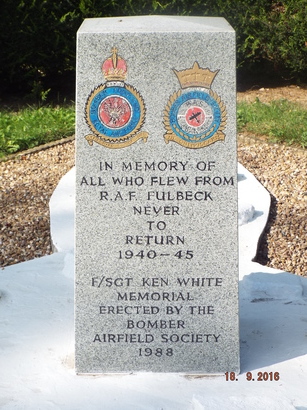 IN MEMORY OF
ALL WHO FLEW FROM
R.A.F. FULBECK
NEVER
TO
RETURN
1940-45
F/SGT KEN WHITE
MEMORIAL
ERECTED BY THE
BOMBER
AIRFIELD SOCIETY
1988
18. 9.2016